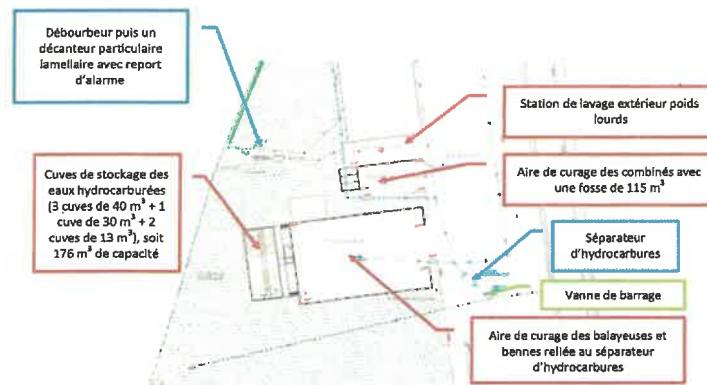 Débourbeur puis un
décanteur particulaire
lamellaire avec report
d'alarme
Station de lavage extérieur poids
lourds
Aire de curage des combinés avec
une fosse de 115 m³
Cuves de stockage des
eaux hydrocarburées
(3 cuves de 40 m³ + 1
cuve de 30 m³ + 2
cuves de 13 m³), soit
176 m³ de capacité
Séparateur
d'hydrocarbures
Vanne de barrage
Aire de curage des balayeuses et
bennes reliée au séparateur
d'hydrocarbures